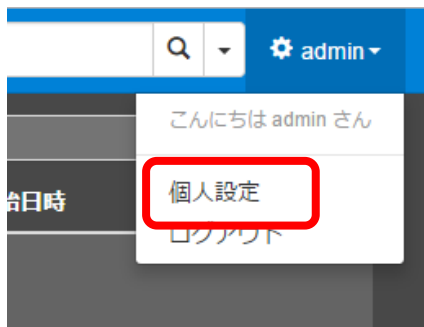 admin
こんにちは admin さん
始日時
個人設定
ログアウト